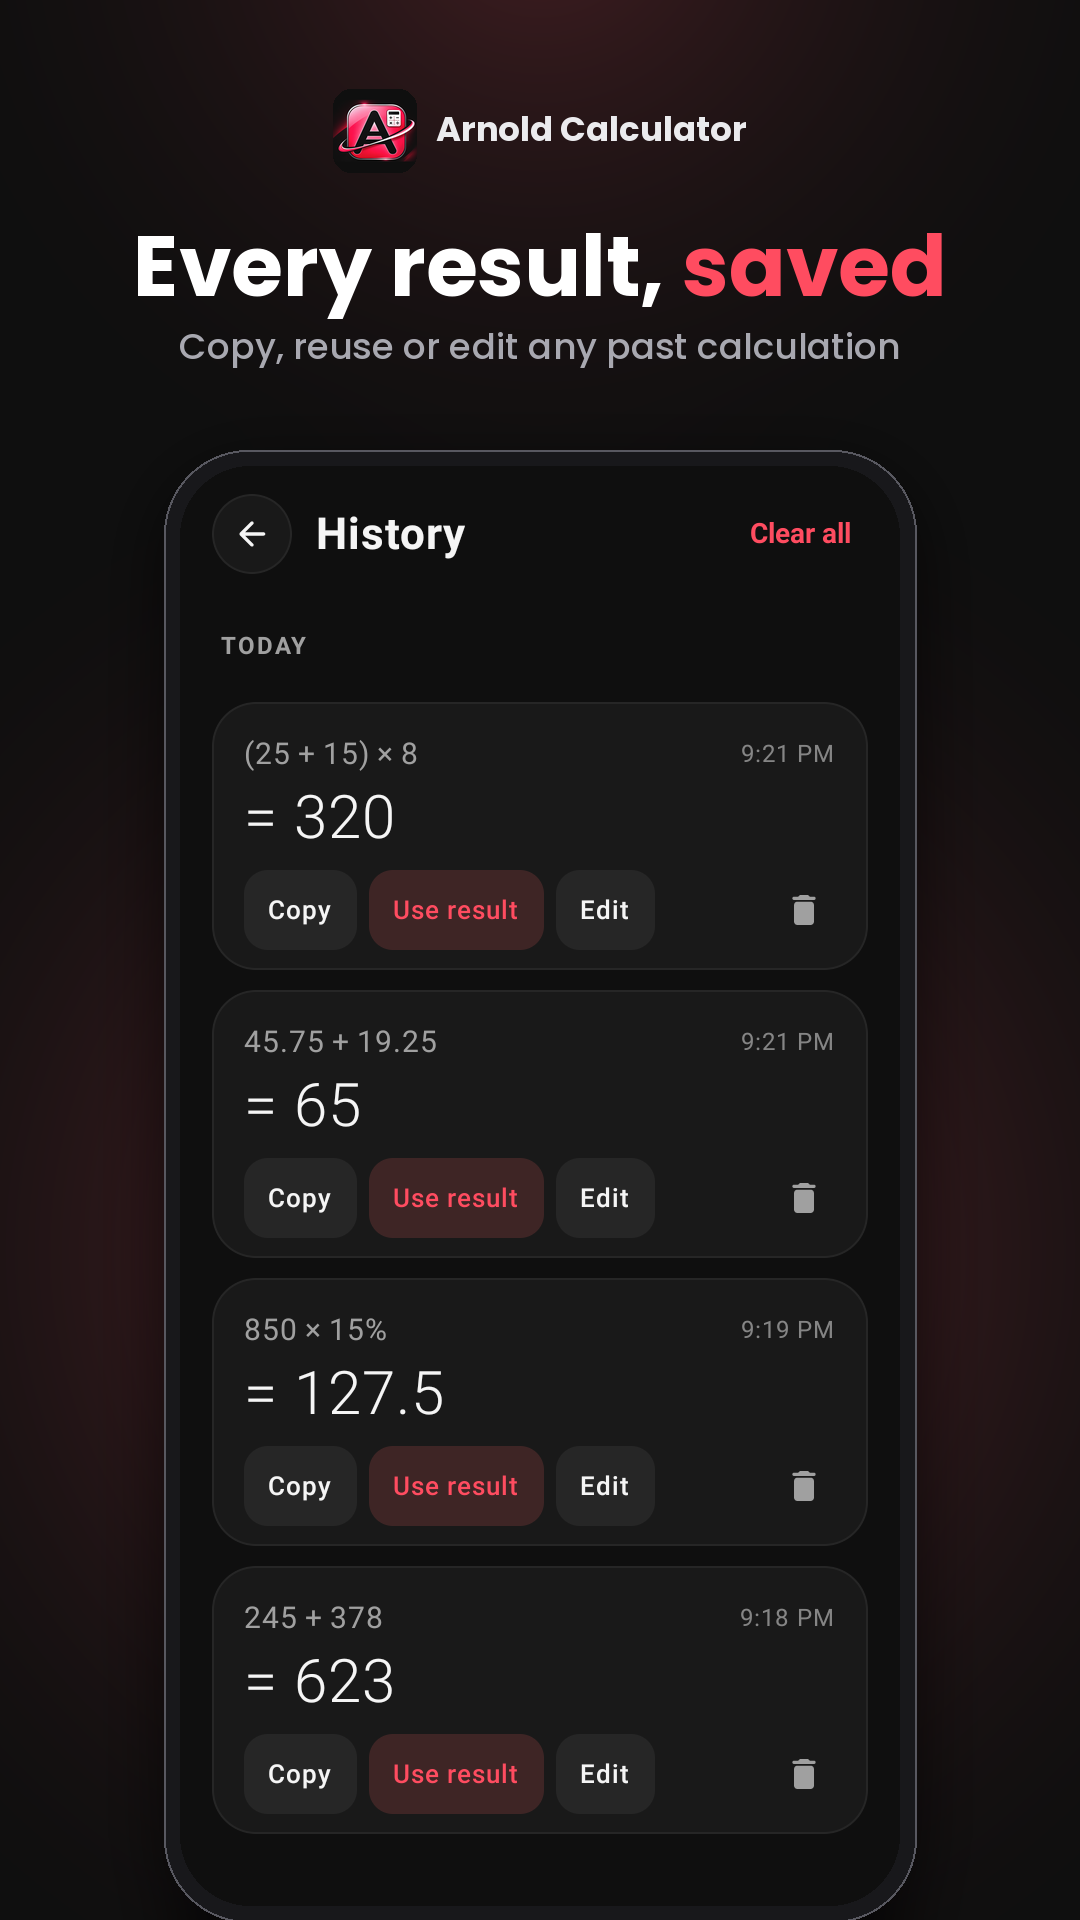 Arnold Calculator
Every result, saved
Copy, reuse or edit any past calculation
History
Clear all
TODAY
(25 + 15) × 8
9:21 PM
= 320
Copy
Use result
Edit
45.75 + 19.25
9:21 PM
= 65
Copy
Use result
Edit
850 × 15%
9:19 PM
= 127.5
Copy
Use result
Edit
245 + 378
9:18 PM
= 623
Copy
Use result
Edit